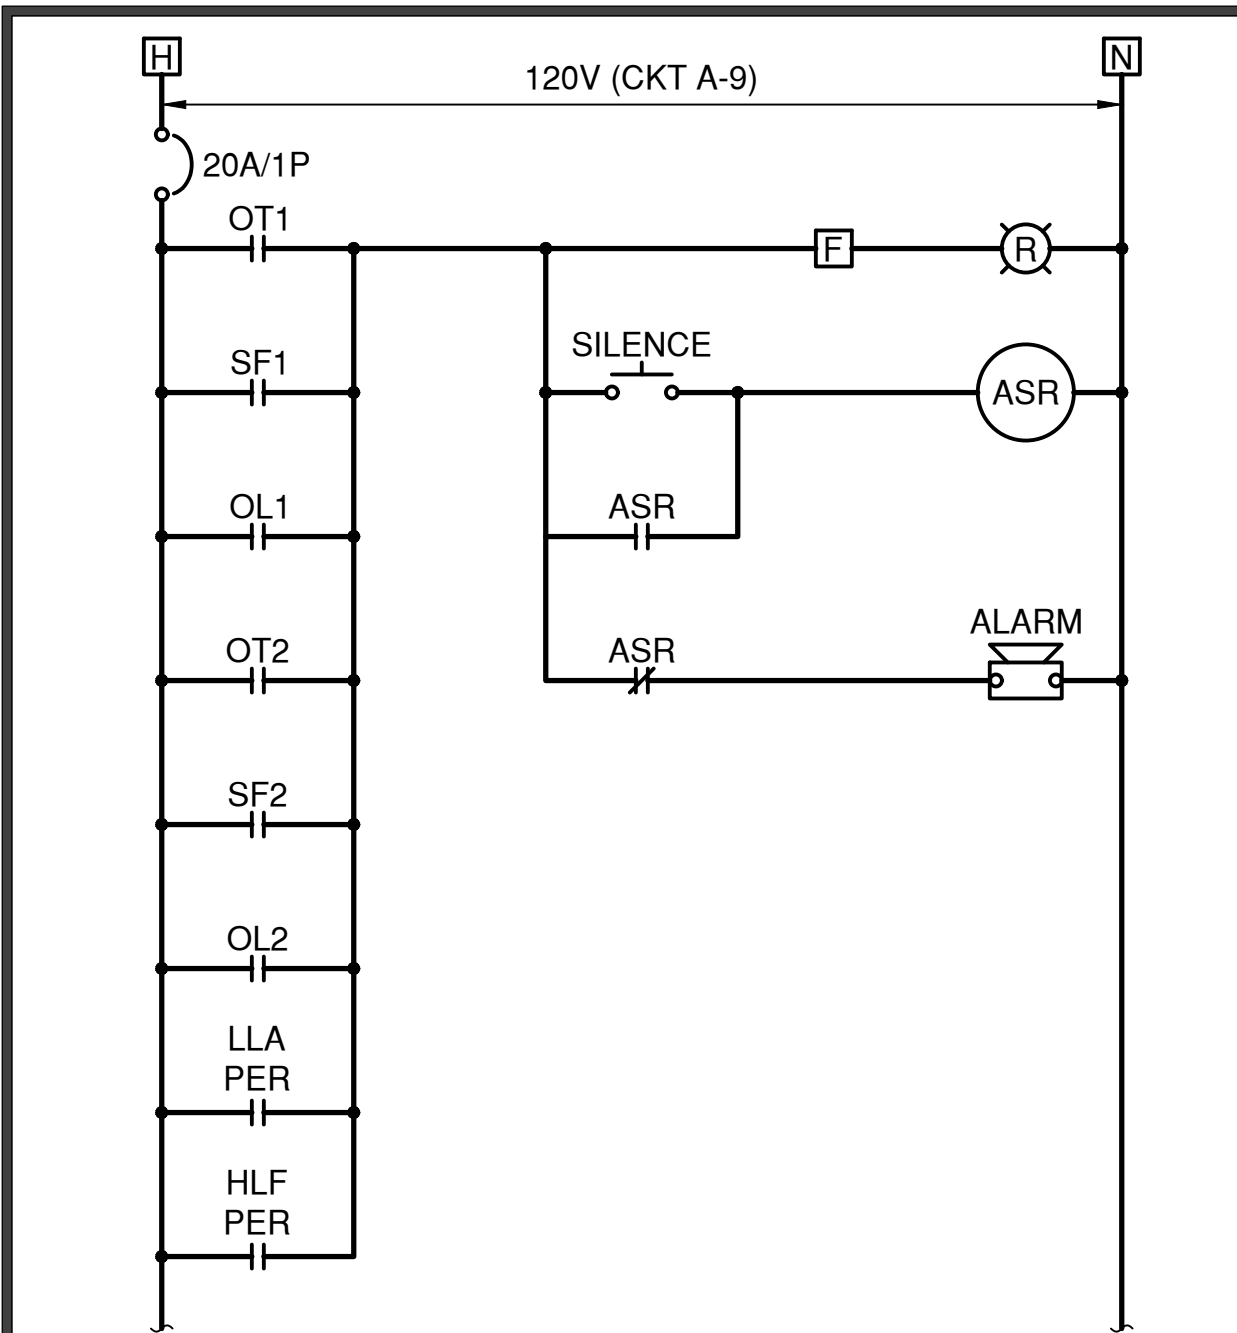 H
N
120V (CKT A-9)
20A/1P
OT1
F
R
SF1
SILENCE
ASR
OL1
ASR
OT2
ASR
ALARM
SF2
OL2
LLA
PER
HLF
PER